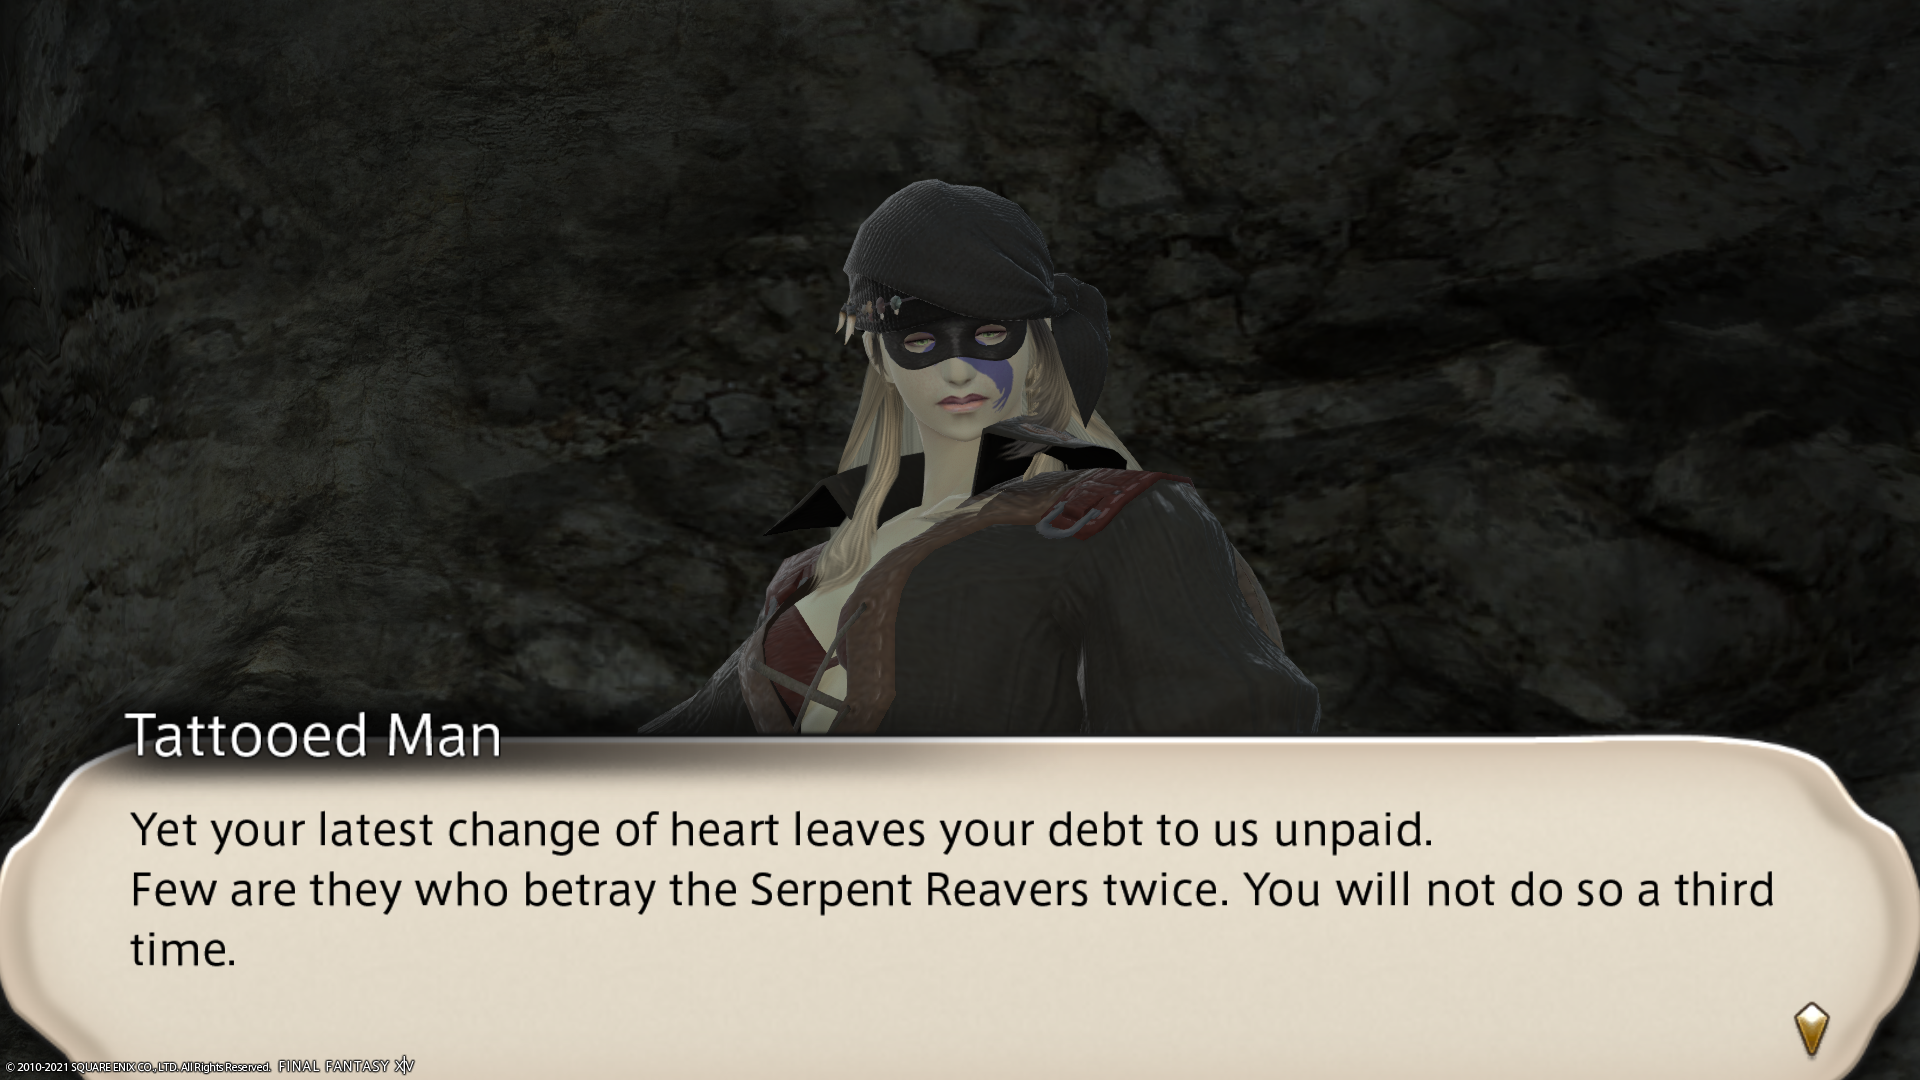 Tattooed Man
Yet your latest change of heart leaves your debt to us unpaid.
Few are they who betray the Serpent Reavers twice. You will not do so a third
time.
© 2010-2021 SQUARE ENIX CO., LTD. All Rights Reserved. FINAL FANTASY XIV